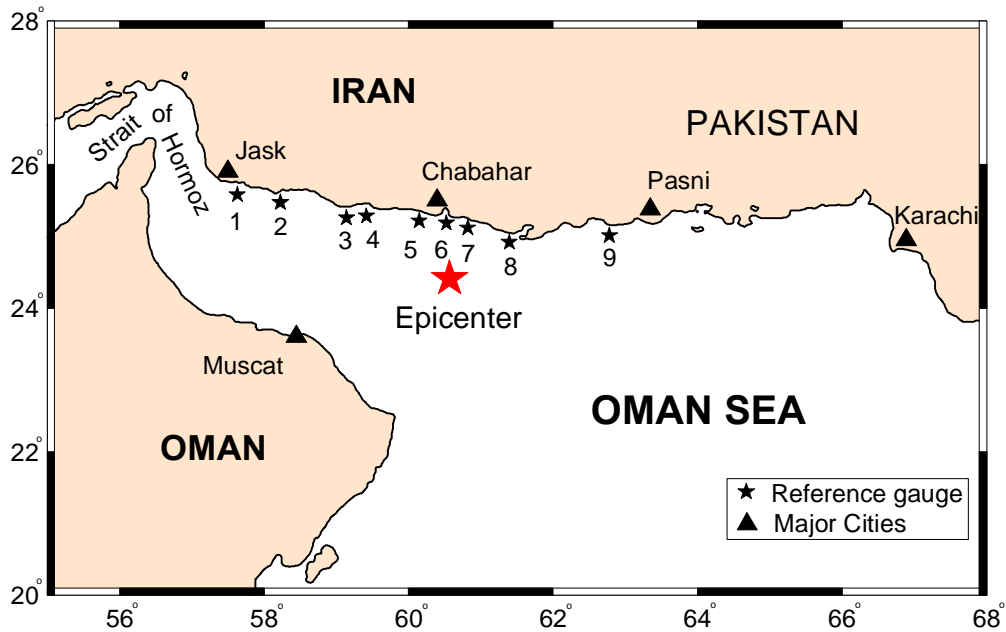 28°
IRAN
PAKISTAN
Strait of
Hormoz
26°
Jask
Chabahar
Pasni
Karachi
1 2 3 4 5 6 7 8 9
24°
Epicenter
Muscat
OMAN SEA
22°
OMAN
Reference gauge
Major Cities
20°
56° 58° 60° 62° 64° 66° 68°